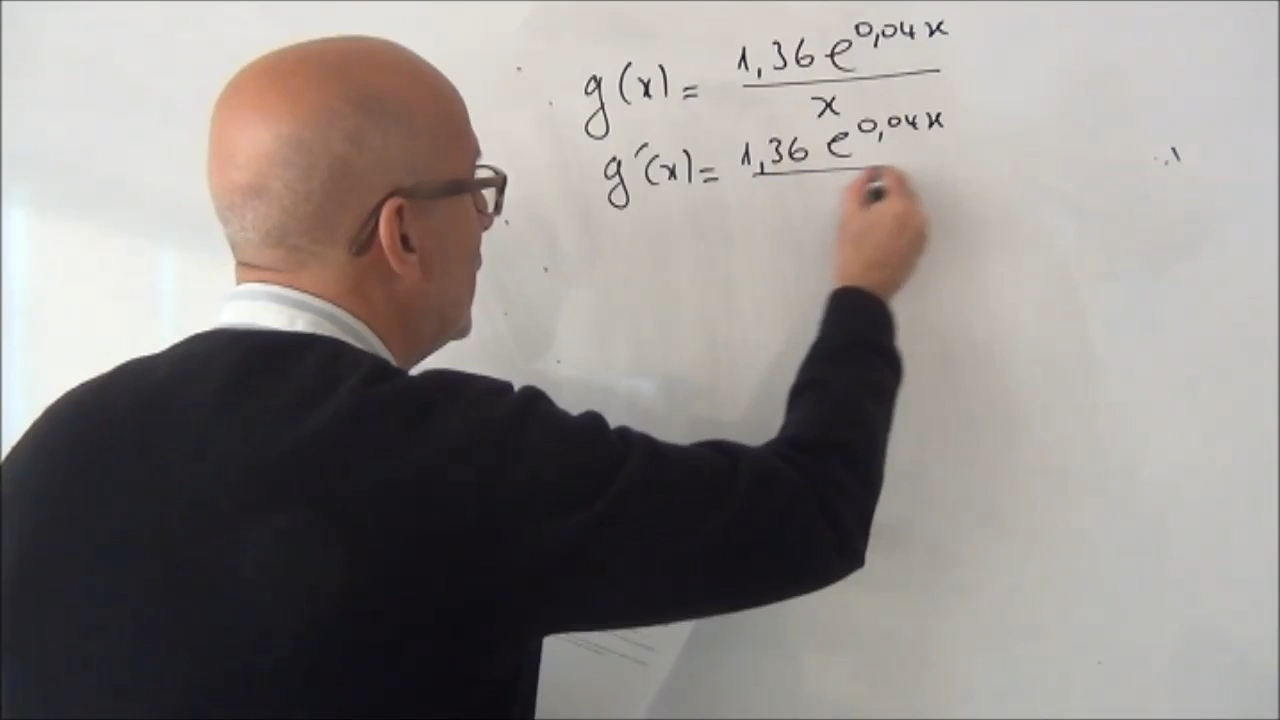 g(x) = 1,36 e^0,04x / x
g'(x) = 1,36 e^0,04x